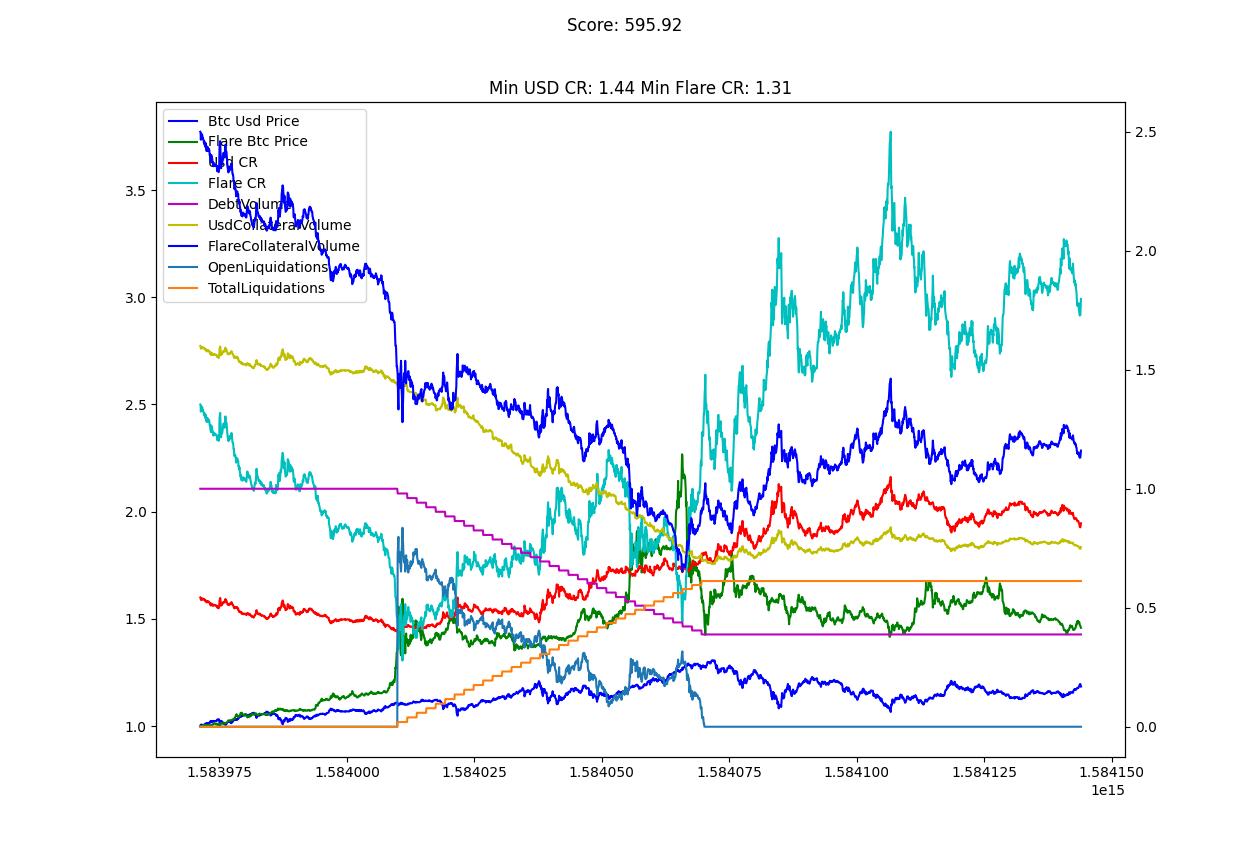 Score: 595.92
Min USD CR: 1.44 Min Flare CR: 1.31
Btc Usd Price
Flare Btc Price
Usd CR
Flare CR
DebtVolume
UsdCollateralVolume
FlareCollateralVolume
OpenLiquidations
TotalLiquidations
3.5
3.0
2.5
2.0
1.5
1.0
2.5
2.0
1.5
1.0
0.5
0.0
1.583975 1.584000 1.584025 1.584050 1.584075 1.584100 1.584125 1.584150
1e15